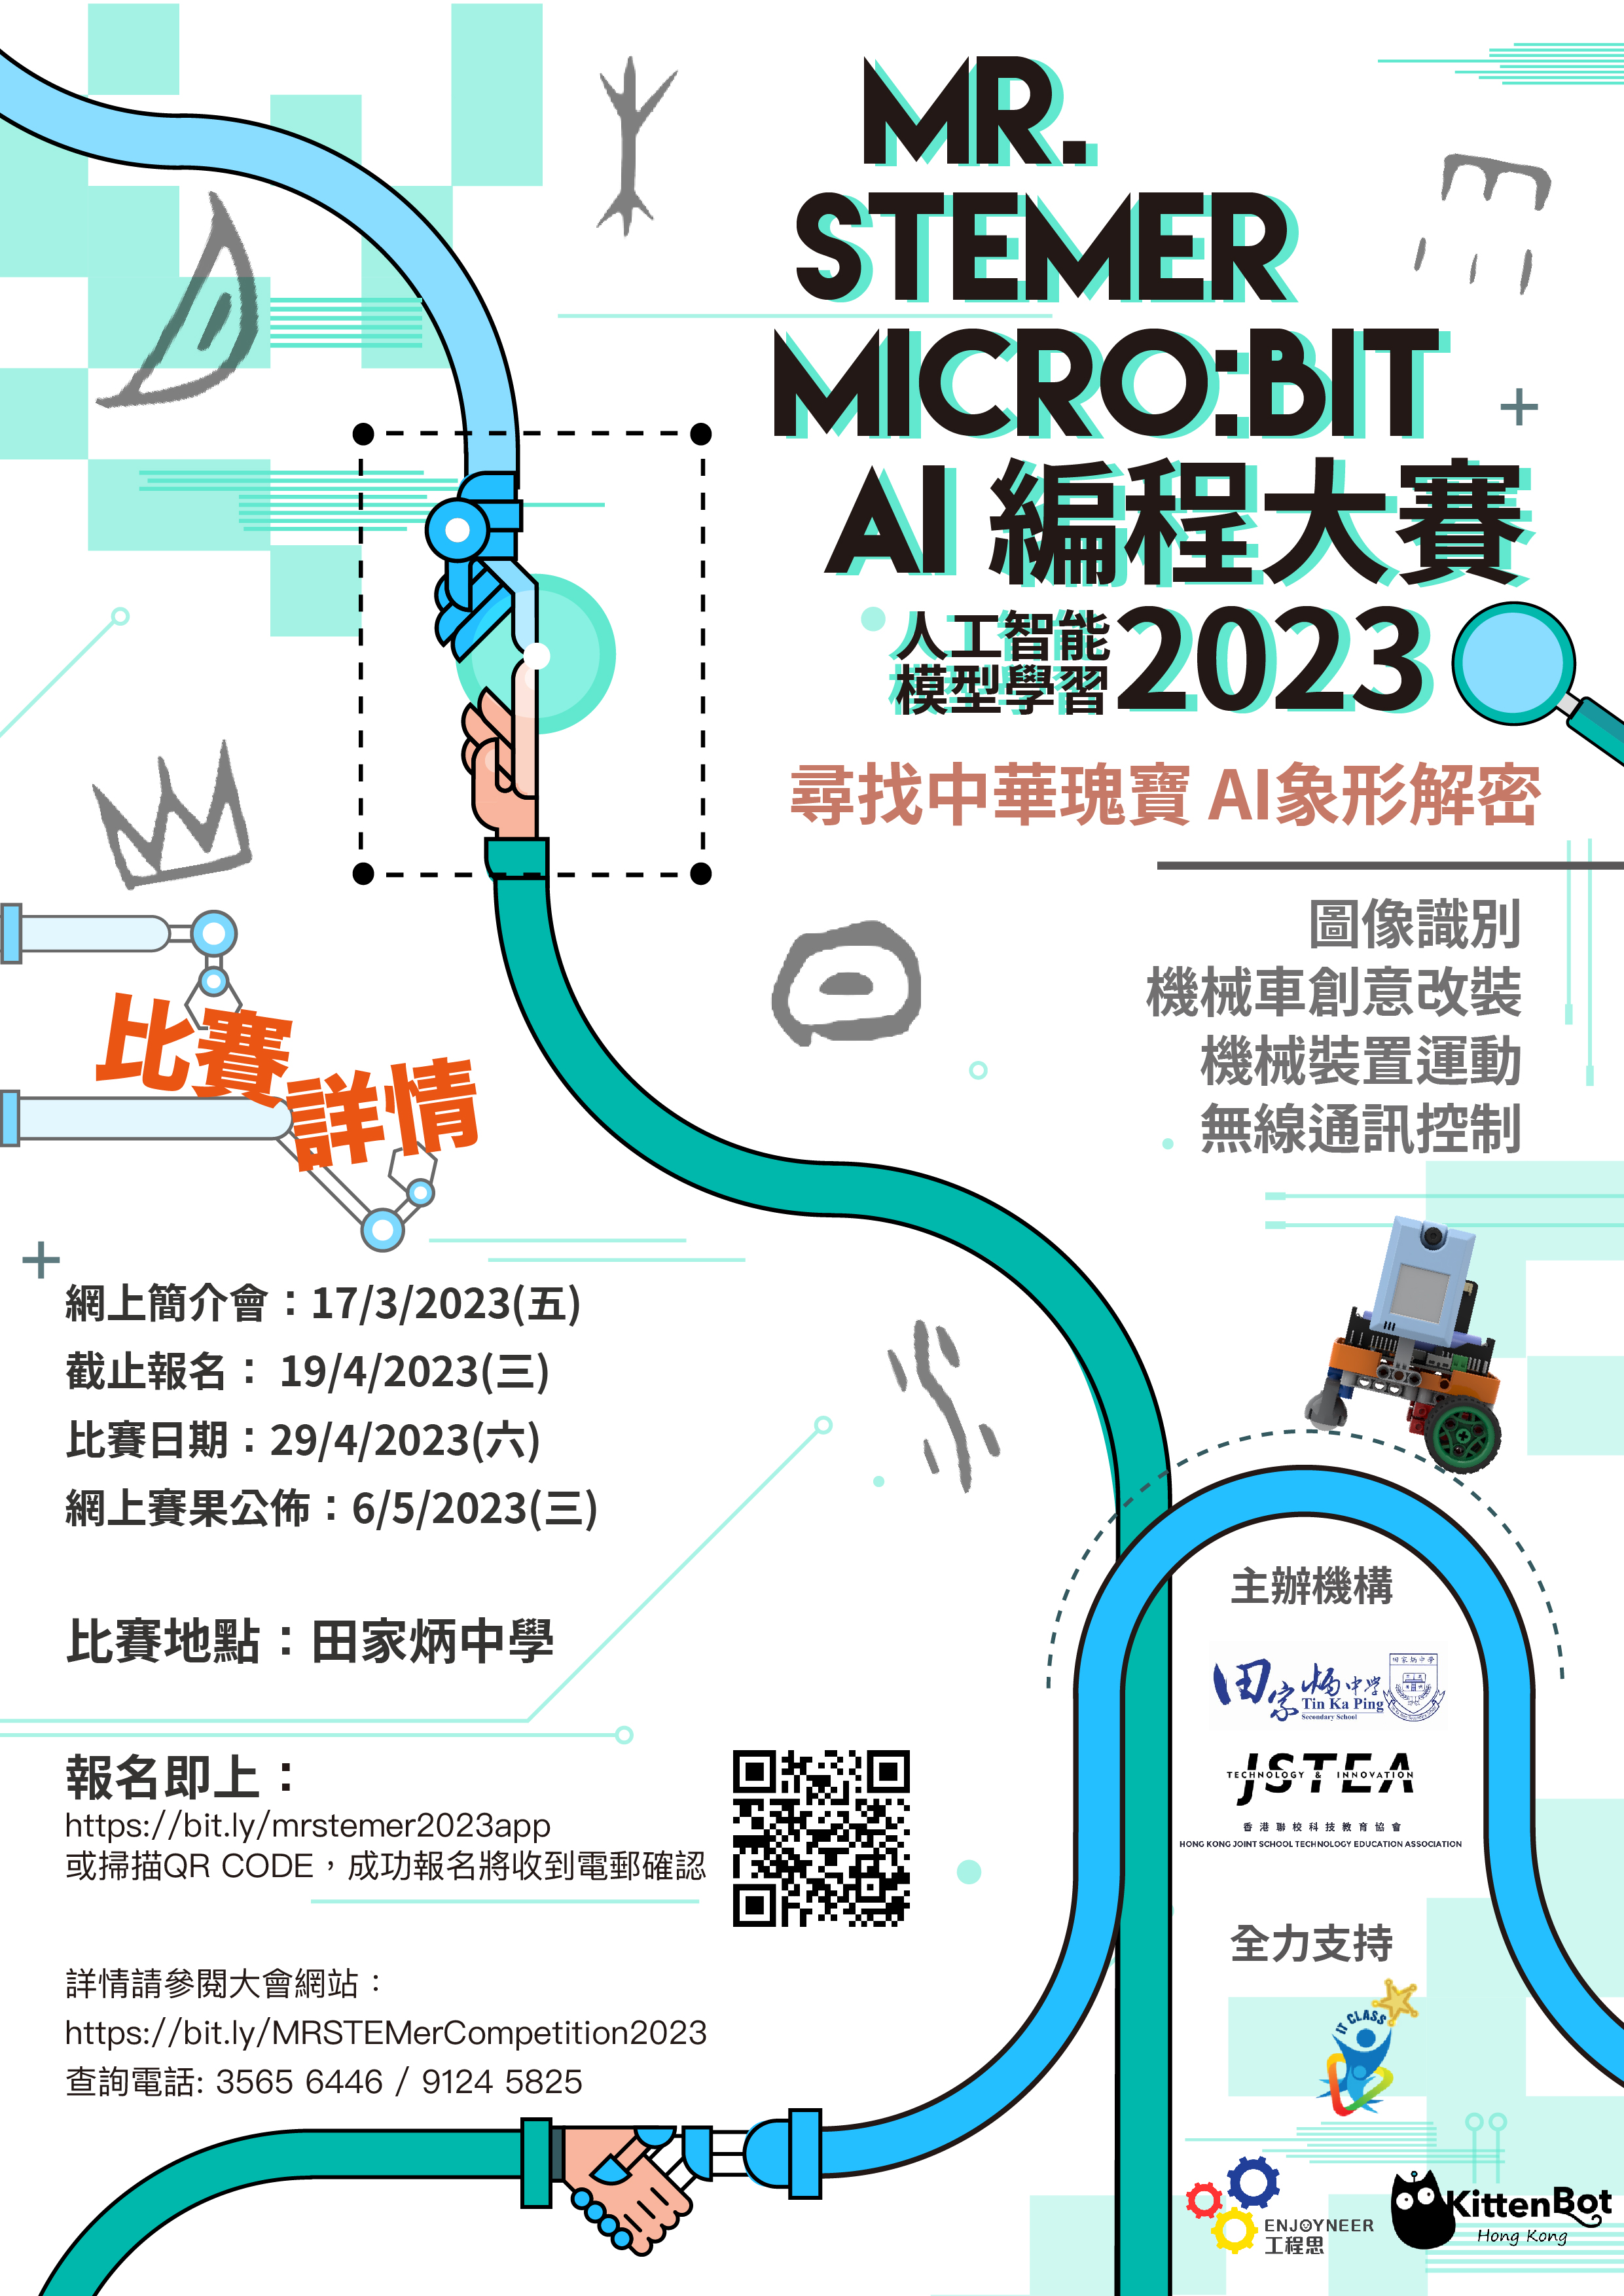 MR.
STEMER
MICRO:BIT
AI 編程大賽
人工智能
模型學習
2023
尋找中華瑰寶 AI象形解密
圖像識別
機械車創意改裝
機械裝置運動
無線通訊控制
比賽
詳情
網上簡介會：17/3/2023(五)
截止報名： 19/4/2023(三)
比賽日期：29/4/2023(六)
網上賽果公佈：6/5/2023(三)
比賽地點：田家炳中學
報名即上：
https://bit.ly/mrstemer2023app
或掃描QR CODE，成功報名將收到電郵確認
詳情請參閱大會網站：
https://bit.ly/MRSTEMerCompetition2023
查詢電話: 3565 6446 / 9124 5825
主辦機構
田家炳中学
Tin Ka Ping
Secondary School
田家炳中學
JSTEA
TECHNOLOGY & INNOVATION
香港聯校科技教育協會
HONG KONG JOINT SCHOOL TECHNOLOGY EDUCATION ASSOCIATION
全力支持
IT CLASS
ENJOYNEER
工程思
KittenBot
Hong Kong